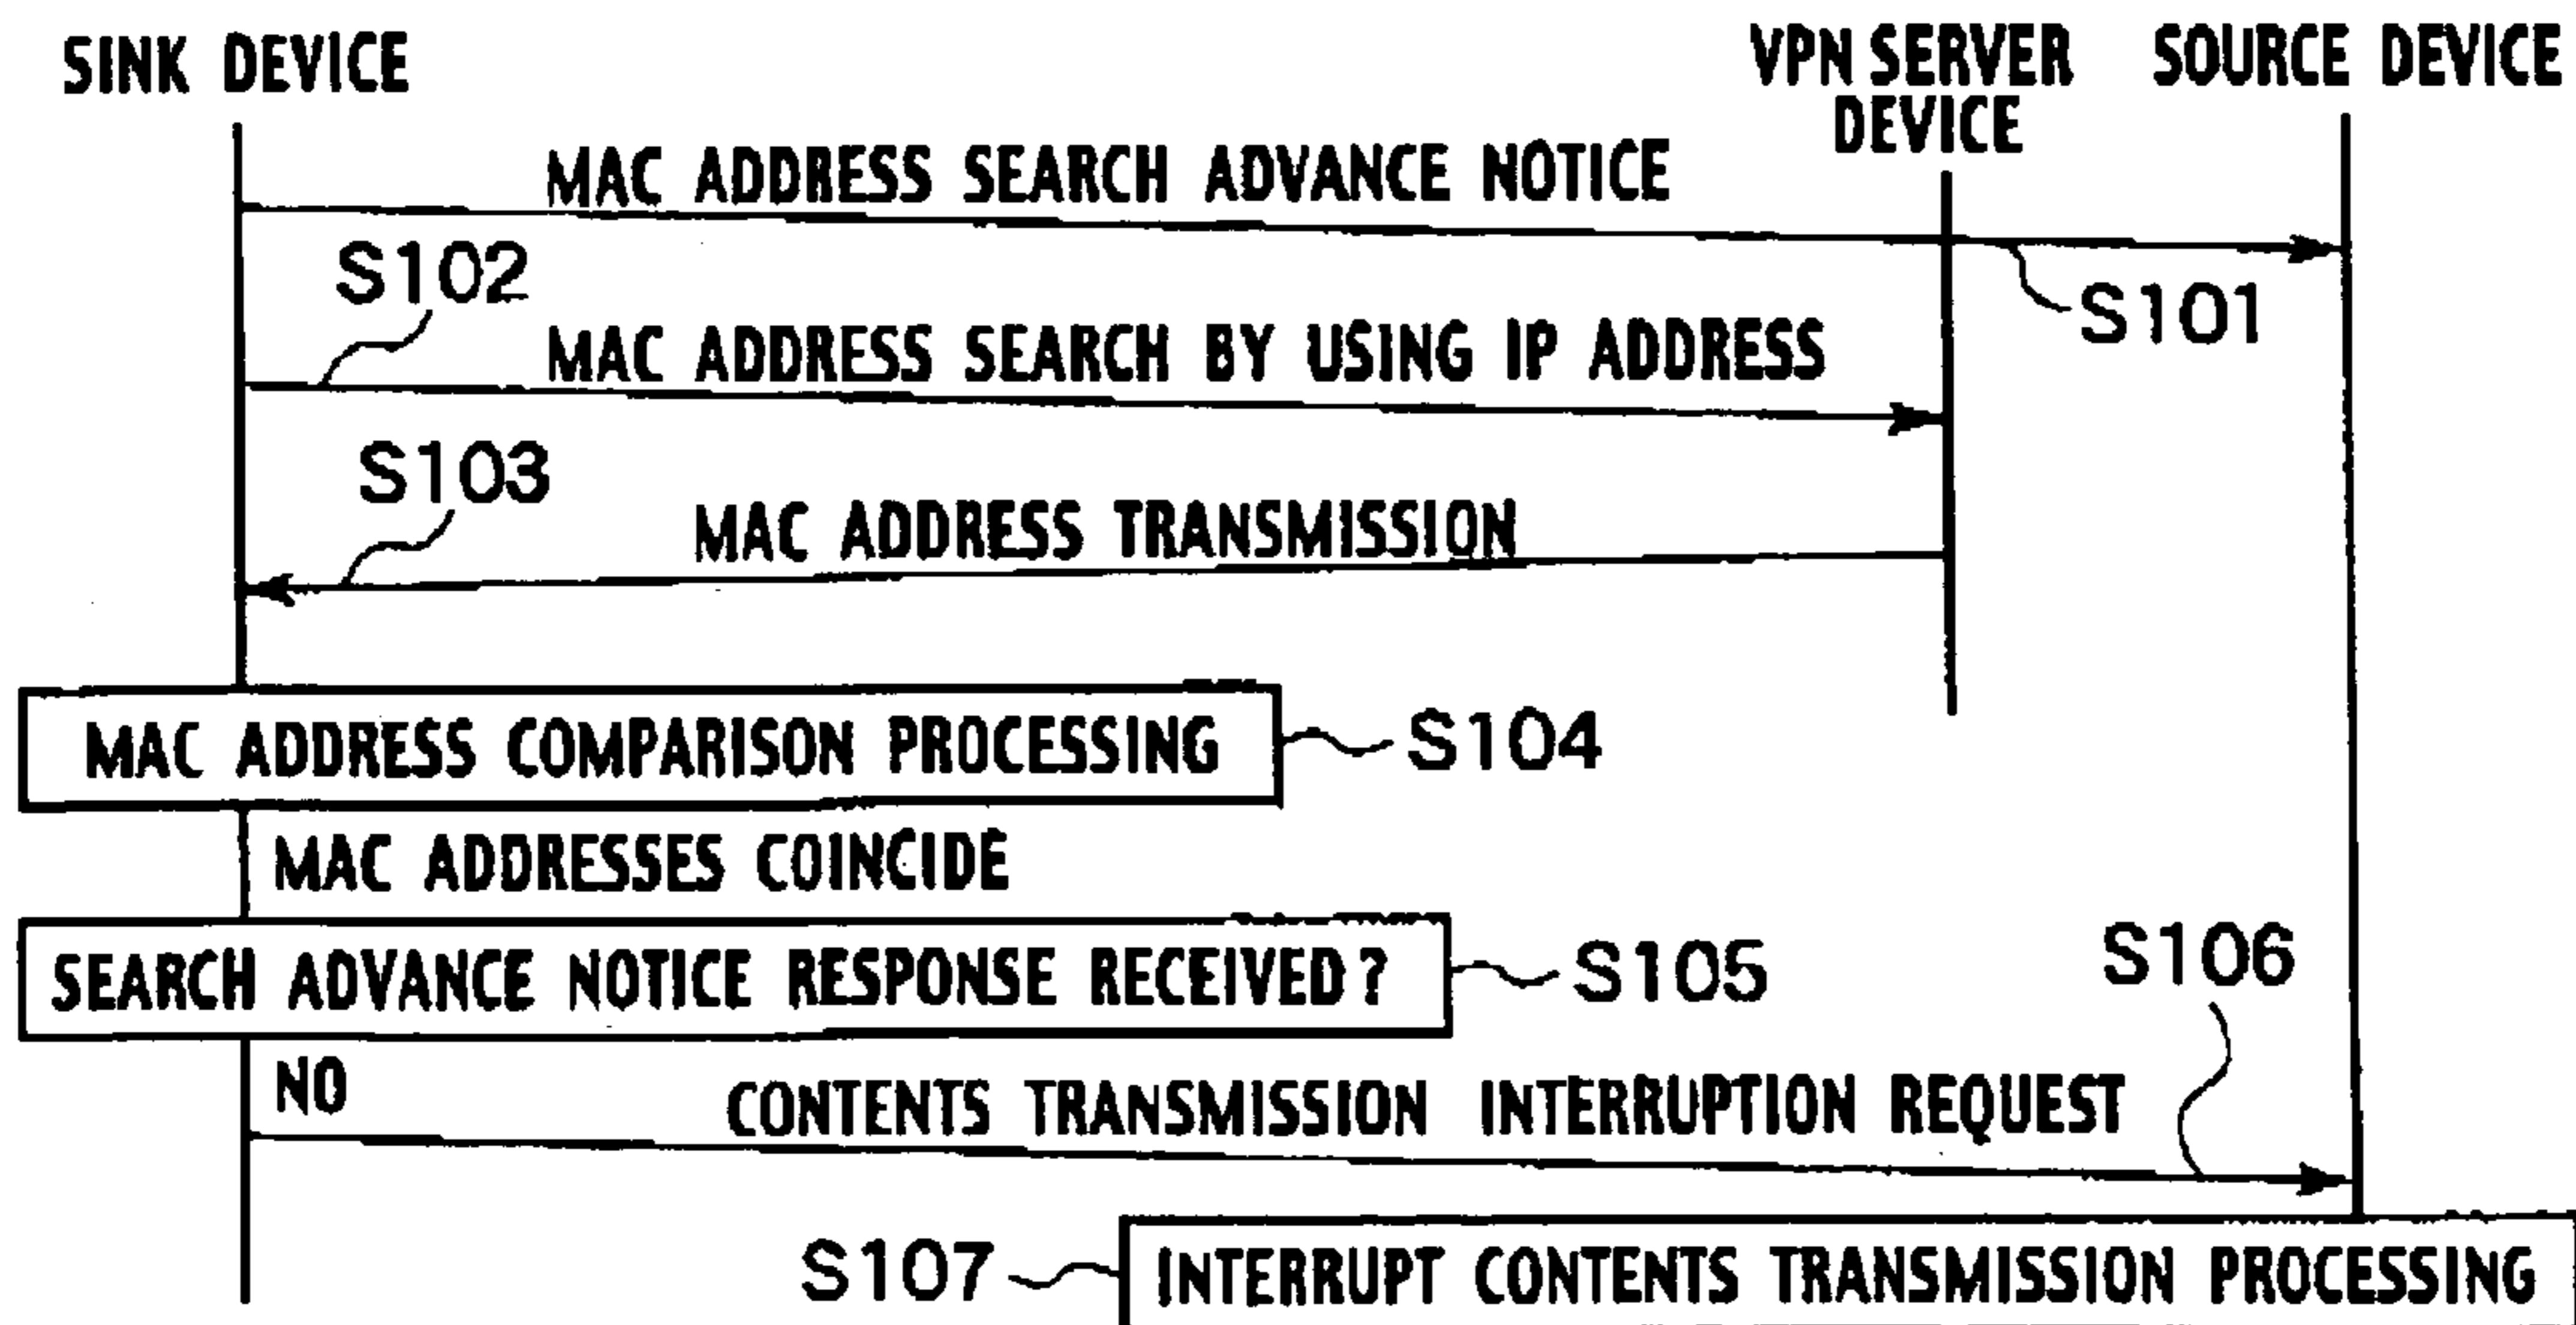 SINK DEVICE
VPN SERVER
DEVICE
SOURCE DEVICE
MAC ADDRESS SEARCH ADVANCE NOTICE
S101
S102
MAC ADDRESS SEARCH BY USING IP ADDRESS
S103
MAC ADDRESS TRANSMISSION
MAC ADDRESS COMPARISON PROCESSING
S104
MAC ADDRESSES COINCIDE
SEARCH ADVANCE NOTICE RESPONSE RECEIVED?
S105
S106
NO
CONTENTS TRANSMISSION INTERRUPTION REQUEST
S107
INTERRUPT CONTENTS TRANSMISSION PROCESSING